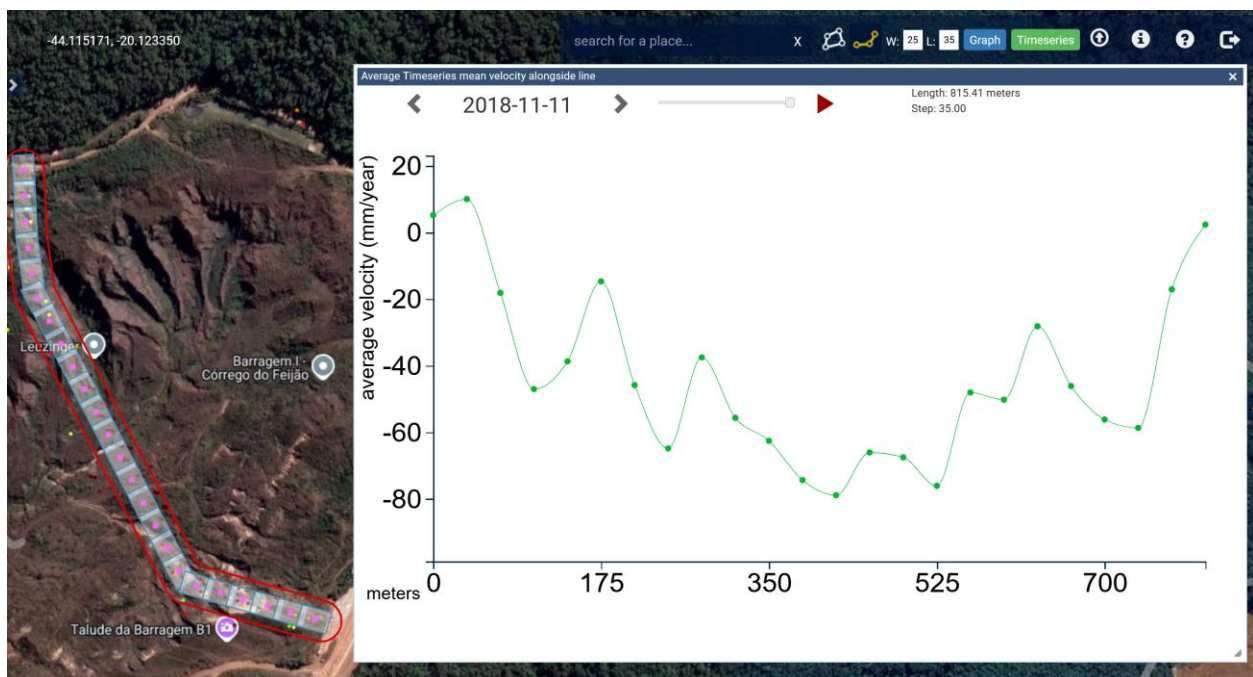 -44.115171, -20.123350
search for a place...
X
W: 25 L: 35 Graph Timeseries
Average Timeseries mean velocity alongside line
X
2018-11-11
Length: 815.41 meters
Step: 35.00
average velocity (mm/year)
20
0
-20
-40
-60
-80
meters
0 175 350 525 700
Leuzinger
Barragem I -
Córrego do Feijão
Talude da Barragem B1